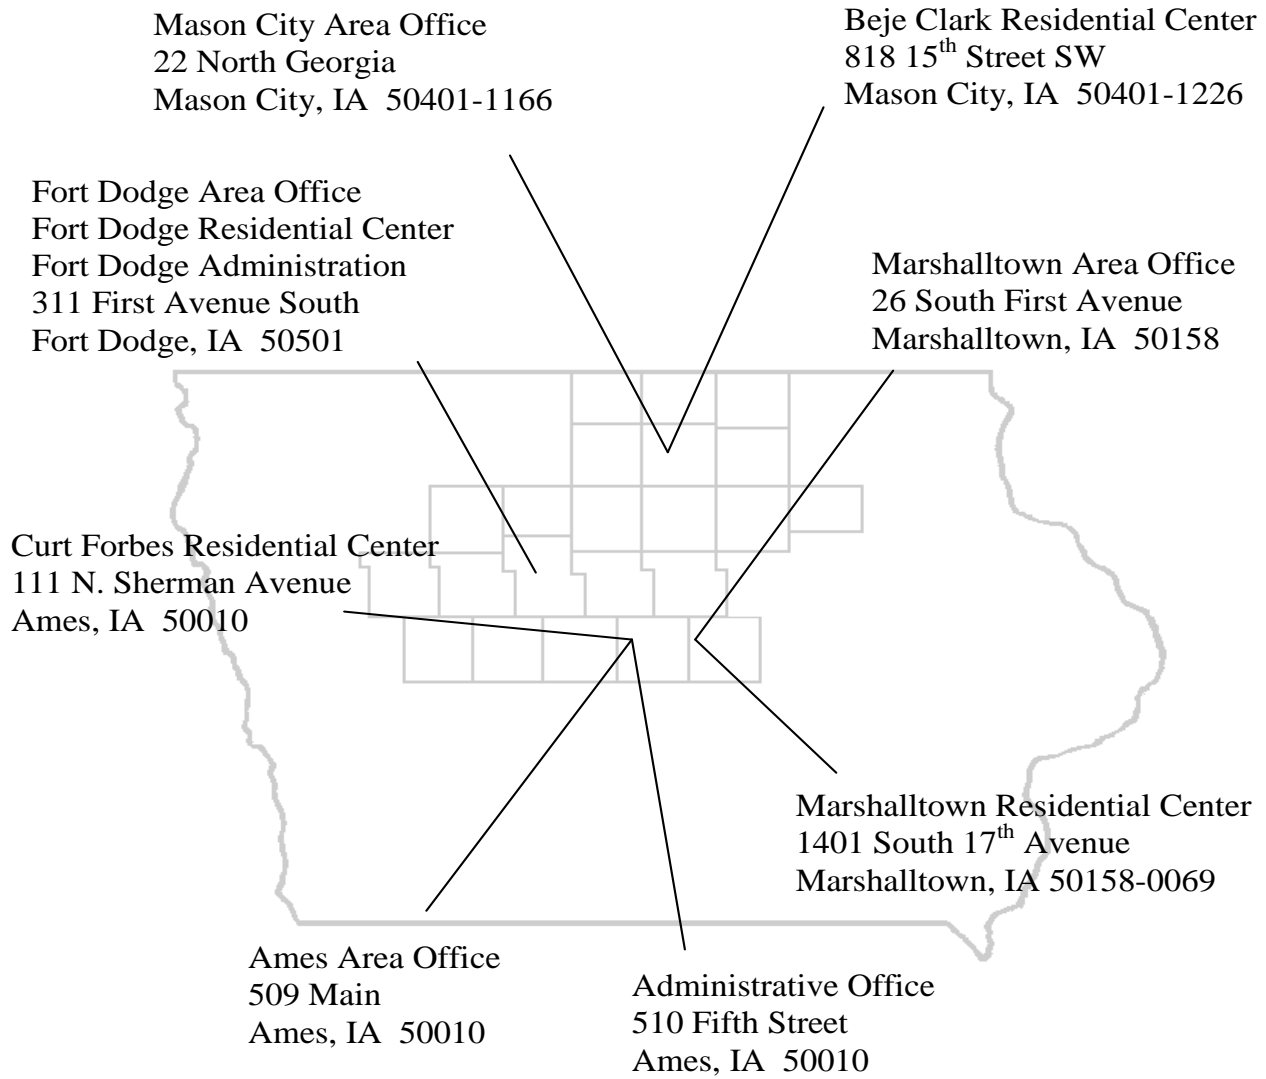 Mason City Area Office
22 North Georgia
Mason City, IA  50401-1166
Beje Clark Residential Center
818 15th Street SW
Mason City, IA  50401-1226
Fort Dodge Area Office
Fort Dodge Residential Center
Fort Dodge Administration
311 First Avenue South
Fort Dodge, IA  50501
Marshalltown Area Office
26 South First Avenue
Marshalltown, IA  50158
Curt Forbes Residential Center
111 N. Sherman Avenue
Ames, IA  50010
Marshalltown Residential Center
1401 South 17th Avenue
Marshalltown, IA 50158-0069
Ames Area Office
509 Main
Ames, IA  50010
Administrative Office
510 Fifth Street
Ames, IA  50010